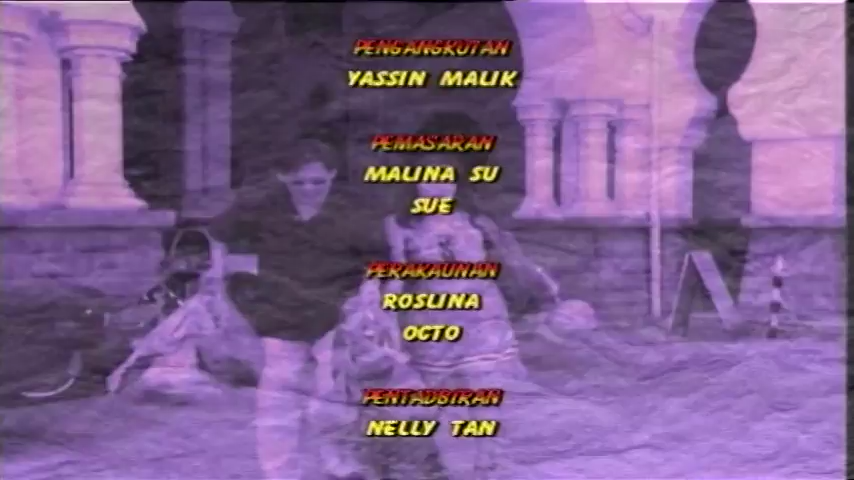 PENGANGKUTAN
YASSIN MALIK
PEMASARAN
MALINA SU
SUE
PERAKAUNAN
ROSLINA
OCTO
PENTADBIRAN
NELLY TAN